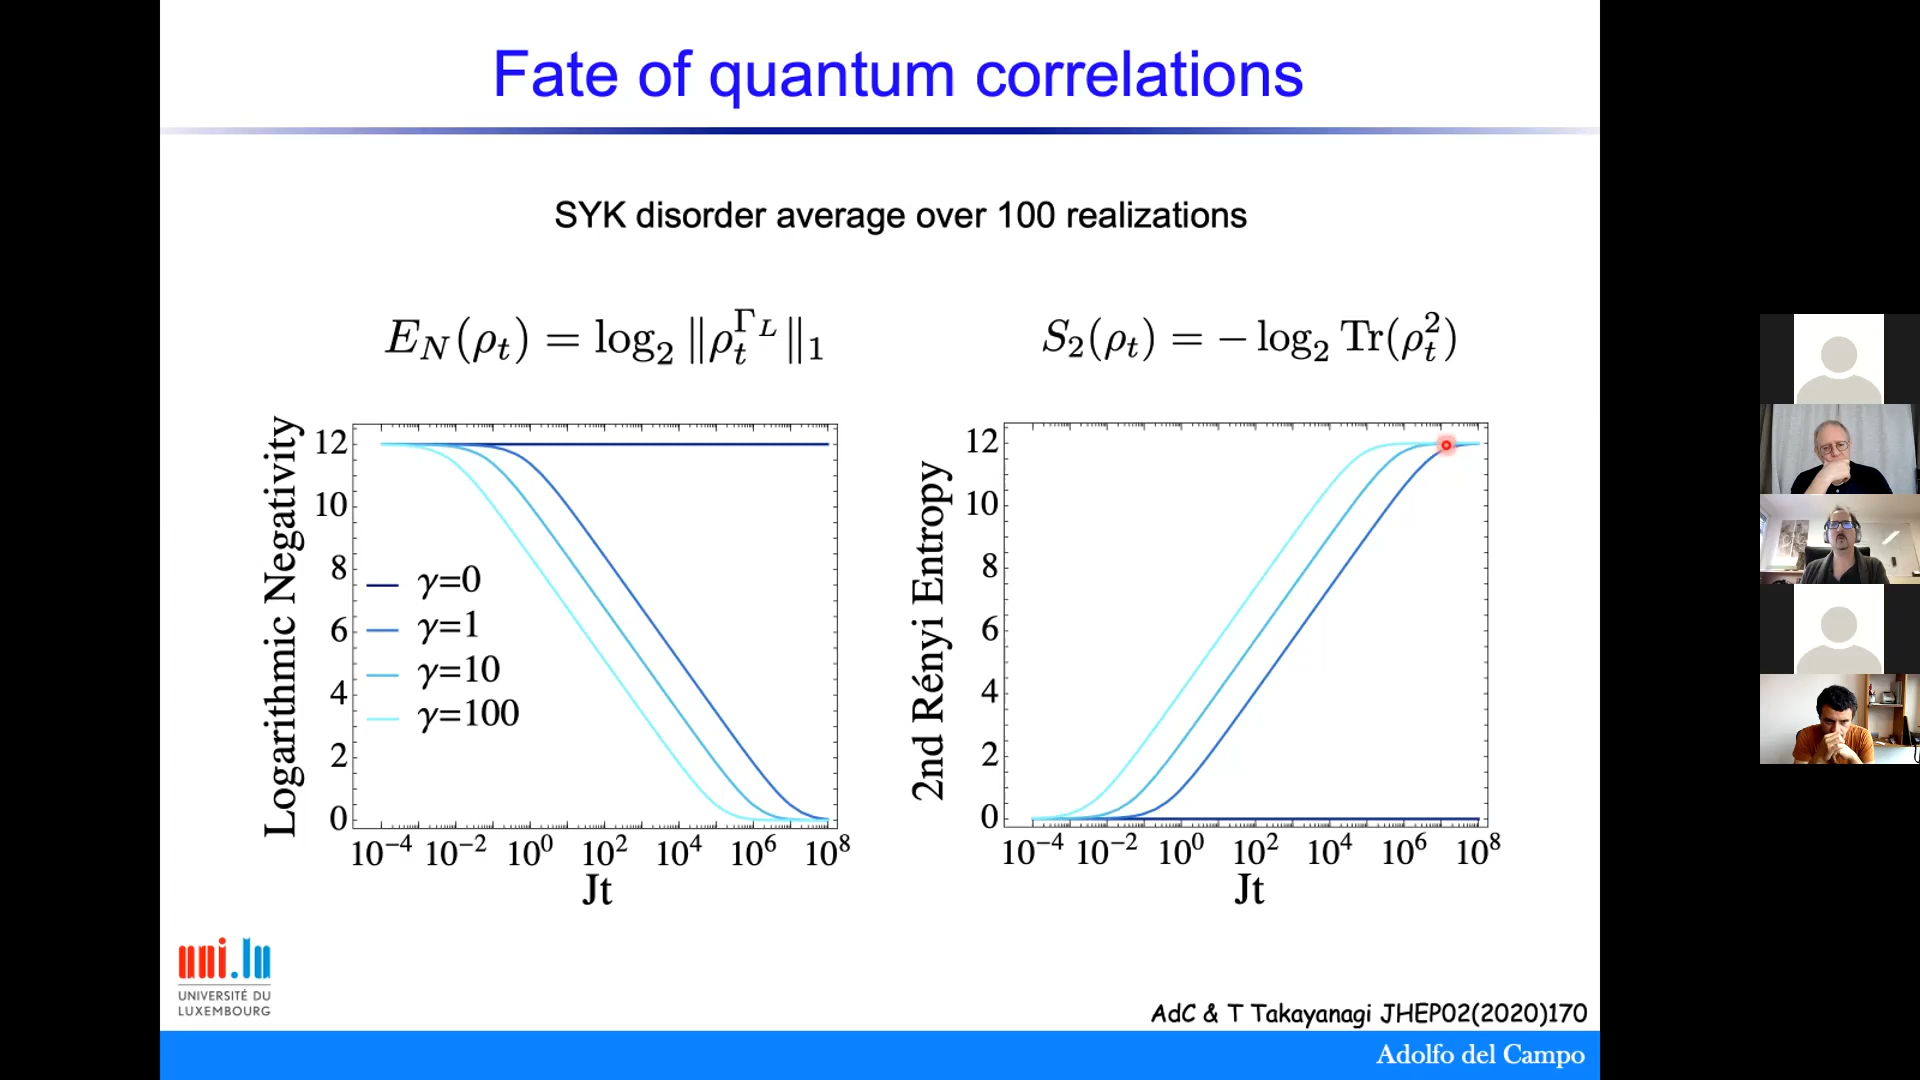 Fate of quantum correlations
SYK disorder average over 100 realizations
E_N(ρ_t) = log_2 ‖ρ_t^{Γ_L}‖_1
S_2(ρ_t) = − log_2 Tr(ρ_t^2)
Logarithmic Negativity
12
10
8
6
4
2
0
γ=0
γ=1
γ=10
γ=100
10^{−4} 10^{−2} 10^0 10^2 10^4 10^6 10^8
Jt
2nd Rényi Entropy
12
10
8
6
4
2
0
10^{−4} 10^{−2} 10^0 10^2 10^4 10^6 10^8
Jt
uni.lu
UNIVERSITÉ DU
LUXEMBOURG
AdC & T Takayanagi JHEP02(2020)170
Adolfo del Campo